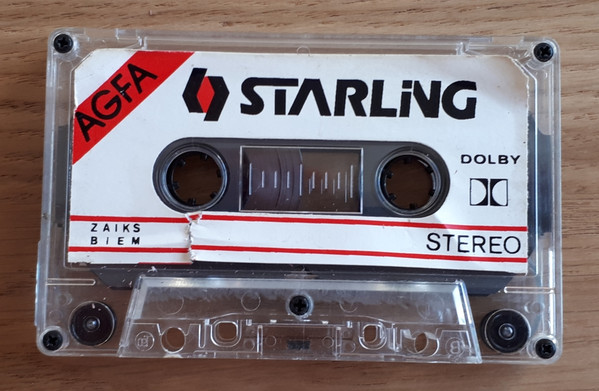 AGFA
STARLiNG
DOLBY
ZAIKS
BIEM
STEREO